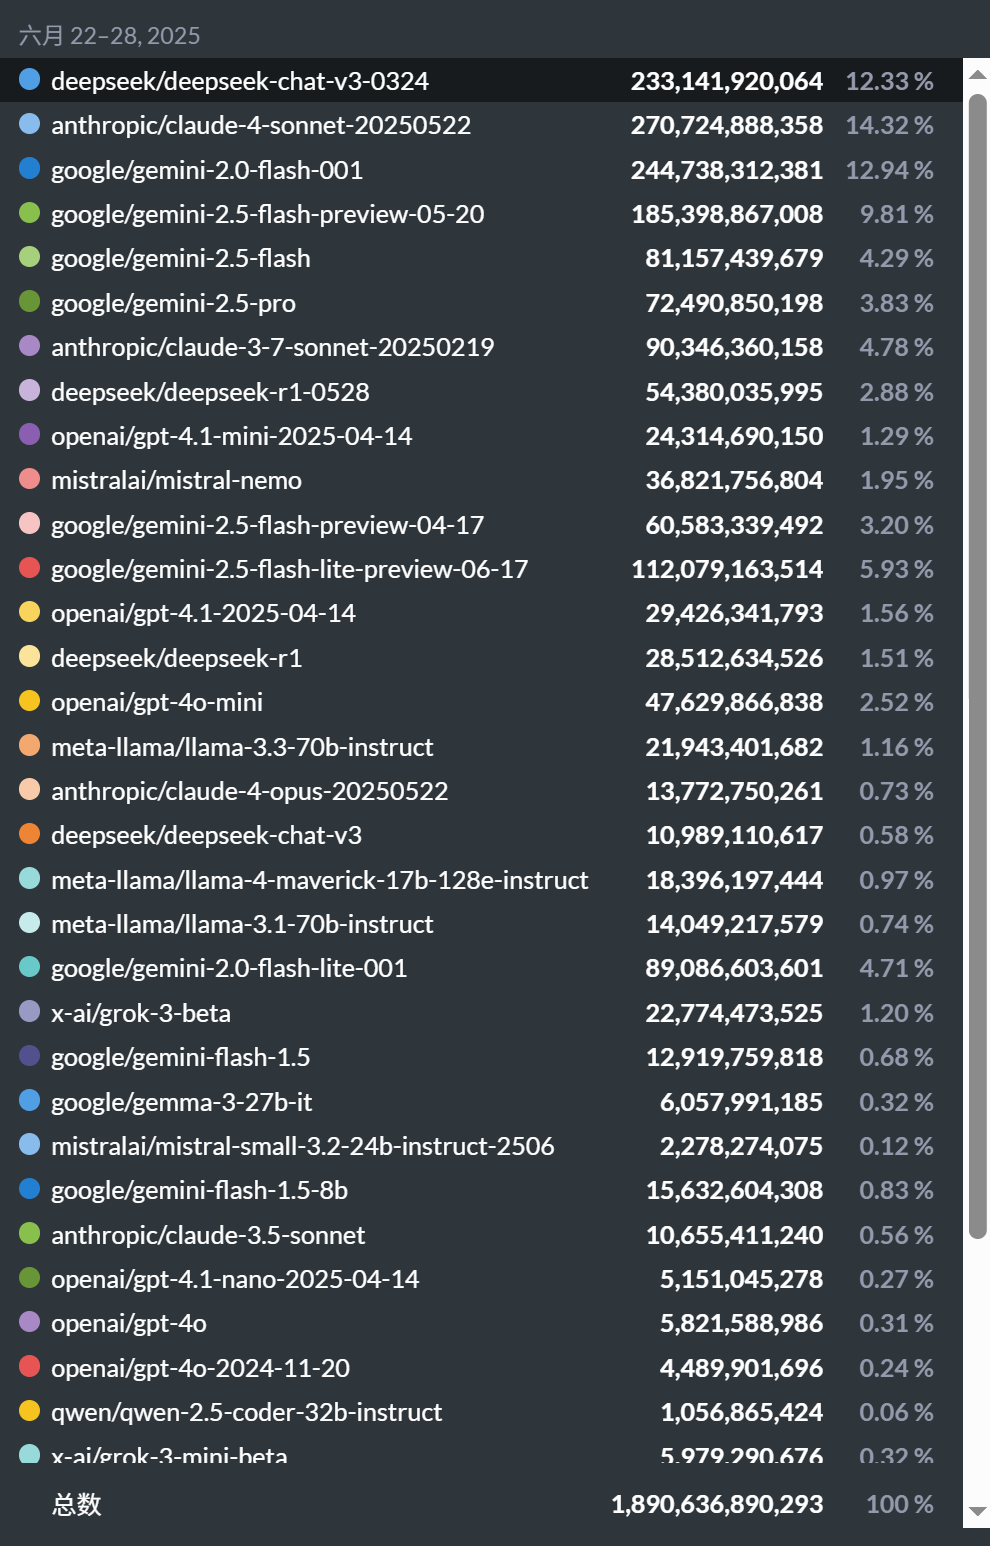 六月 22–28, 2025
deepseek/deepseek-chat-v3-0324 233,141,920,064 12.33 %
anthropic/claude-4-sonnet-20250522 270,724,888,358 14.32 %
google/gemini-2.0-flash-001 244,738,312,381 12.94 %
google/gemini-2.5-flash-preview-05-20 185,398,867,008 9.81 %
google/gemini-2.5-flash 81,157,439,679 4.29 %
google/gemini-2.5-pro 72,490,850,198 3.83 %
anthropic/claude-3-7-sonnet-20250219 90,346,360,158 4.78 %
deepseek/deepseek-r1-0528 54,380,035,995 2.88 %
openai/gpt-4.1-mini-2025-04-14 24,314,690,150 1.29 %
mistralai/mistral-nemo 36,821,756,804 1.95 %
google/gemini-2.5-flash-preview-04-17 60,583,339,492 3.20 %
google/gemini-2.5-flash-lite-preview-06-17 112,079,163,514 5.93 %
openai/gpt-4.1-2025-04-14 29,426,341,793 1.56 %
deepseek/deepseek-r1 28,512,634,526 1.51 %
openai/gpt-4o-mini 47,629,866,838 2.52 %
meta-llama/llama-3.3-70b-instruct 21,943,401,682 1.16 %
anthropic/claude-4-opus-20250522 13,772,750,261 0.73 %
deepseek/deepseek-chat-v3 10,989,110,617 0.58 %
meta-llama/llama-4-maverick-17b-128e-instruct 18,396,197,444 0.97 %
meta-llama/llama-3.1-70b-instruct 14,049,217,579 0.74 %
google/gemini-2.0-flash-lite-001 89,086,603,601 4.71 %
x-ai/grok-3-beta 22,774,473,525 1.20 %
google/gemini-flash-1.5 12,919,759,818 0.68 %
google/gemma-3-27b-it 6,057,991,185 0.32 %
mistralai/mistral-small-3.2-24b-instruct-2506 2,278,274,075 0.12 %
google/gemini-flash-1.5-8b 15,632,604,308 0.83 %
anthropic/claude-3.5-sonnet 10,655,411,240 0.56 %
openai/gpt-4.1-nano-2025-04-14 5,151,045,278 0.27 %
openai/gpt-4o 5,821,588,986 0.31 %
openai/gpt-4o-2024-11-20 4,489,901,696 0.24 %
qwen/qwen-2.5-coder-32b-instruct 1,056,865,424 0.06 %
x-ai/grok-3-mini-beta 5,979,290,676 0.32 %
总数 1,890,636,890,293 100 %